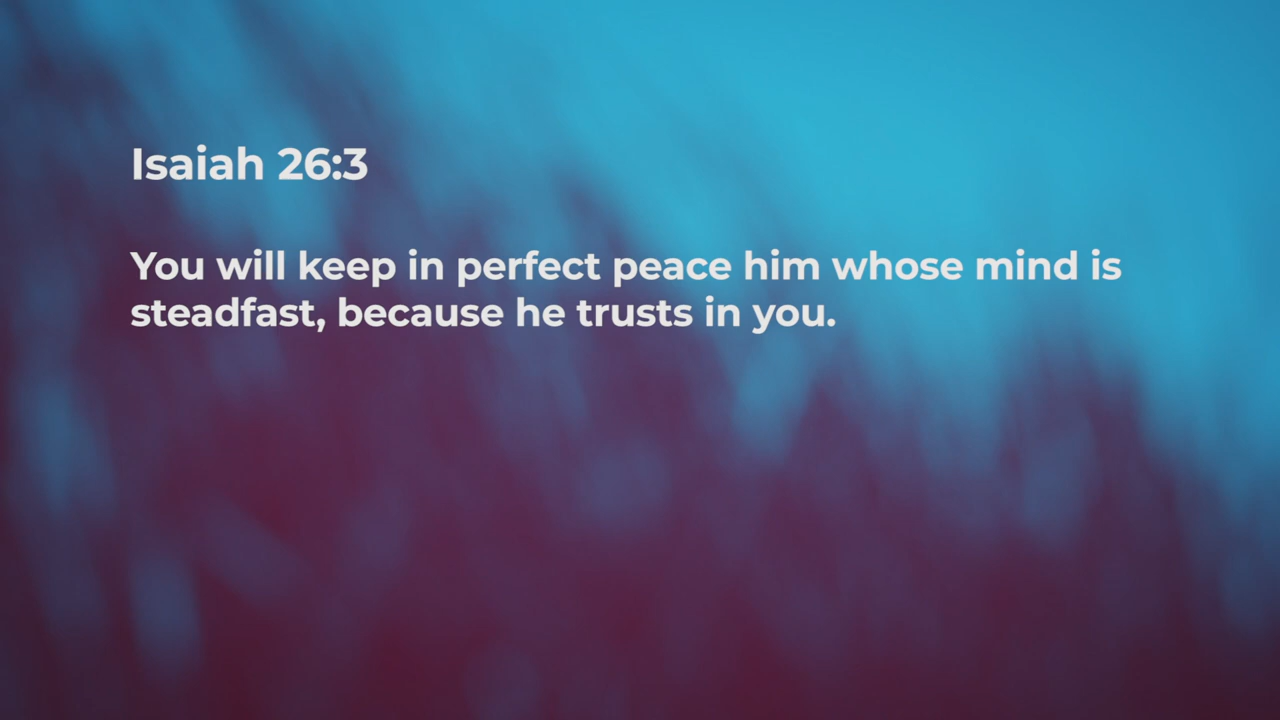 Isaiah 26:3
You will keep in perfect peace him whose mind is
steadfast, because he trusts in you.